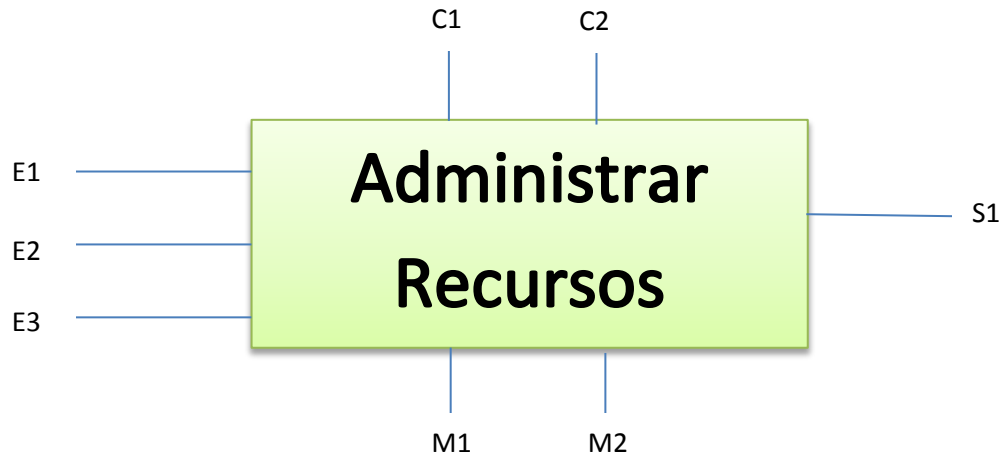 C1
C2
Administrar
Recursos
E1
E2
E3
S1
M1
M2